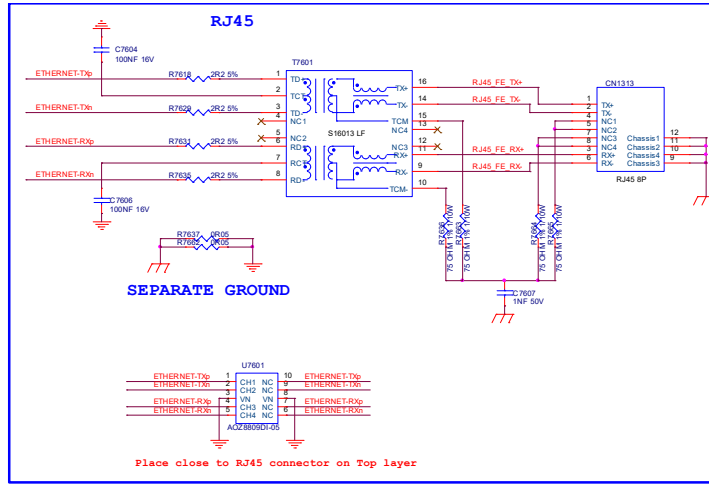 RJ45
C7604
100NF 16V
T7601
CN1313
ETHERNET-TXp
R7618
2R2 5%
1
TD+
TX+
16
RJ45_FE_TX+
2
TCT
TX-
14
RJ45_FE_TX-
1
TX+
2
TX-
ETHERNET-TXn
R7629
2R2 5%
3
TD-
TCM
15
4
NC1
NC4
13
4
NC1
5
NC2
7
NC3
Chassis1
12
8
NC4
Chassis2
11
3
RX+
Chassis4
10
6
RX-
Chassis3
9
S16013 LF
5
NC2
ETHERNET-RXp
R7631
2R2 5%
6
RD+
NC3
12
RX+
11
RJ45_FE_RX+
7
RCT
RX-
9
RJ45_FE_RX-
RJ45 8P
ETHERNET-RXn
R7635
2R2 5%
8
RD-
TCM-
10
C7606
100NF 16V
R7636
75 OHM 1% 1/10W
75 OHM 1% 1/10W
75 OHM 1% 1/10W
75 OHM 1% 1/10W
R7637
0R05
0R05
SEPARATE GROUND
C7607
1NF 50V
U7601
ETHERNET-TXp
1
CH1
NC
10
ETHERNET-TXp
ETHERNET-TXn
2
CH2
NC
9
ETHERNET-TXn
3
VN
VN
8
ETHERNET-RXp
4
CH3
NC
7
ETHERNET-RXp
ETHERNET-RXn
5
CH4
NC
6
ETHERNET-RXn
AOZ8809DI-05
Place close to RJ45 connector on Top layer